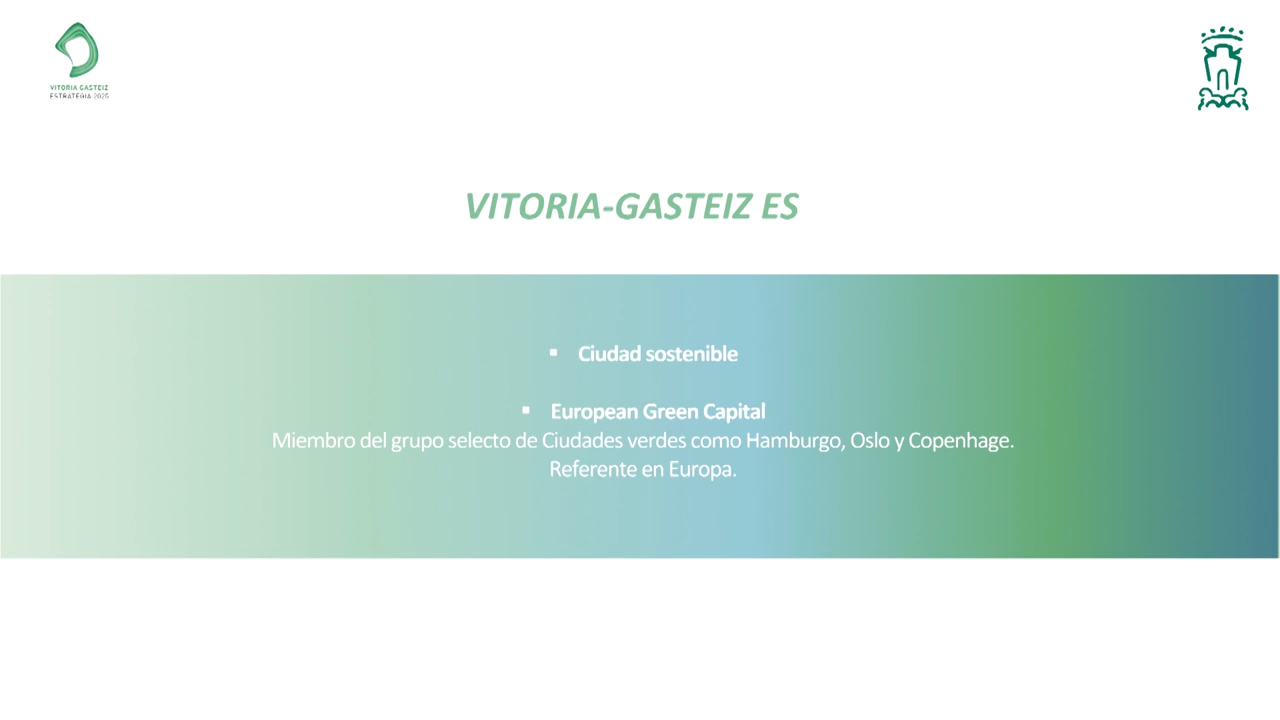 VITORIA GASTEIZ
ESTRATEGIA 2025
VITORIA-GASTEIZ ES
▪ Ciudad sostenible
▪ European Green Capital
Miembro del grupo selecto de Ciudades verdes como Hamburgo, Oslo y Copenhage.
Referente en Europa.